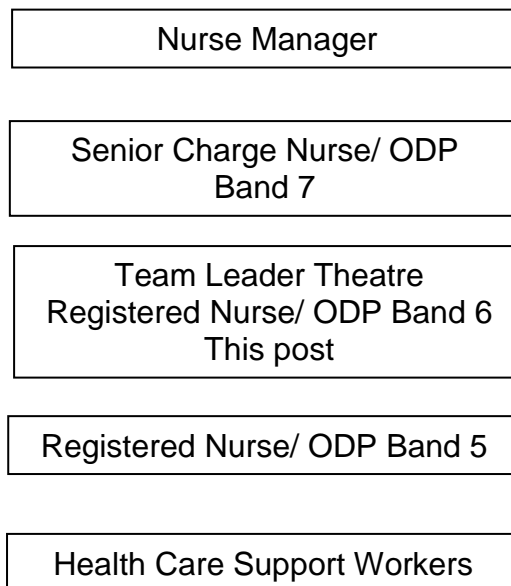 Nurse Manager
Senior Charge Nurse/ ODP
Band 7
Team Leader Theatre
Registered Nurse/ ODP Band 6
This post
Registered Nurse/ ODP Band 5
Health Care Support Workers